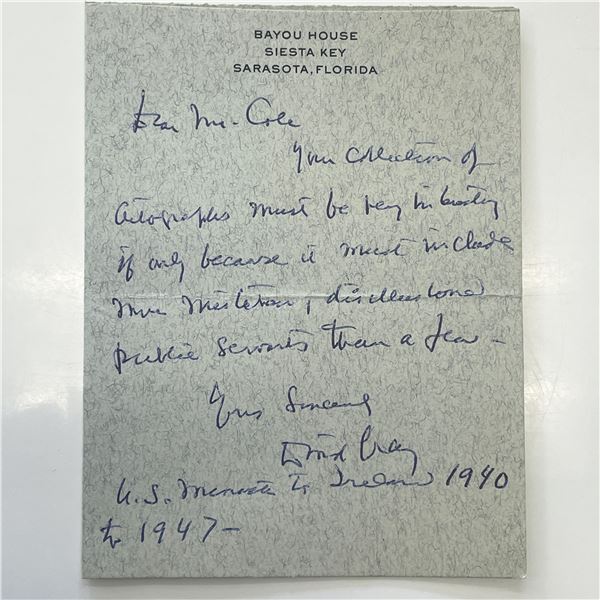 BAYOU HOUSE
SIESTA KEY
SARASOTA, FLORIDA
Dear Mr. Cole
Your Collection of
autographs must be very interesting
if only because it must include
more
public servants than a few —
Yours Sincerely
David Gray
U.S. Minister to Ireland 1940
to 1947 —